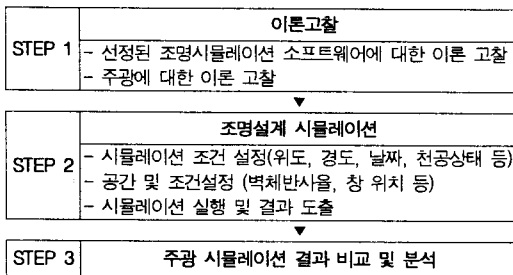 이론고찰
STEP 1
- 선정된 조명시뮬레이션 소프트웨어에 대한 이론 고찰
- 주광에 대한 이론 고찰
▼
조명설계 시뮬레이션
STEP 2
- 시뮬레이션 조건 설정(위도, 경도, 날짜, 천공상태 등)
- 공간 및 조건설정 (벽체반사율, 창 위치 등)
- 시뮬레이션 실행 및 결과 도출
▼
STEP 3 주광 시뮬레이션 결과 비교 및 분석